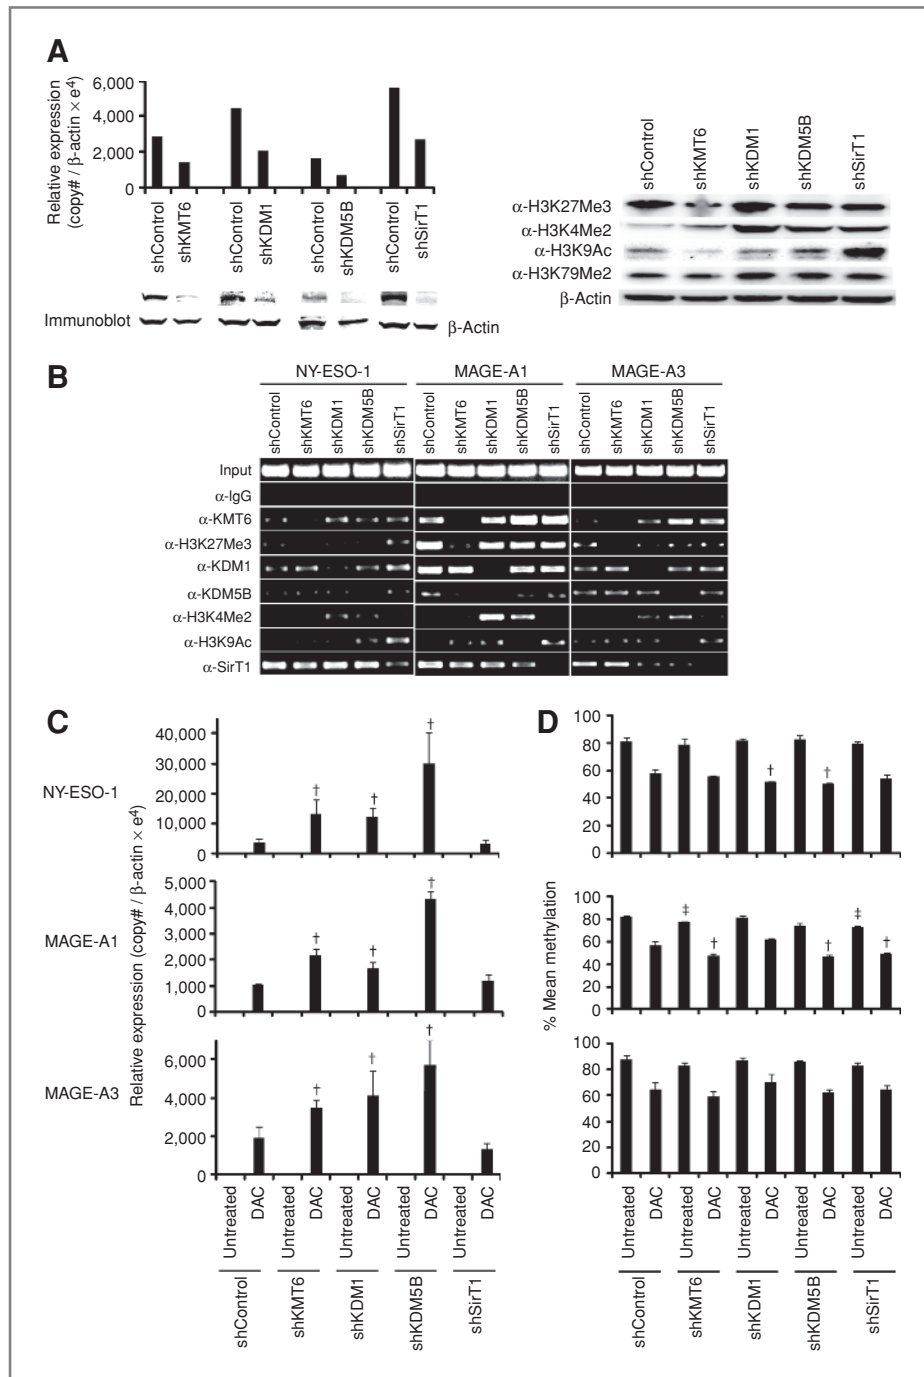 A
Relative expression
(copy# / β-actin × e⁴)
6,000
4,000
2,000
0
shControl
shKMT6
shControl
shKDM1
shControl
shKDM5B
shControl
shSirT1
Immunoblot
β-Actin
shControl
shKMT6
shKDM1
shKDM5B
shSirT1
α-H3K27Me3
α-H3K4Me2
α-H3K9Ac
α-H3K79Me2
β-Actin
B
NY-ESO-1 MAGE-A1 MAGE-A3
shControl shKMT6 shKDM1 shKDM5B shSirT1 shControl shKMT6 shKDM1 shKDM5B shSirT1 shControl shKMT6 shKDM1 shKDM5B shSirT1
Input
α-IgG
α-KMT6
α-H3K27Me3
α-KDM1
α-KDM5B
α-H3K4Me2
α-H3K9Ac
α-SirT1
C
Relative expression (copy# / β-actin × e⁴)
NY-ESO-1
40,000
30,000
20,000
10,000
0
† † †
MAGE-A1
5,000
4,000
3,000
2,000
1,000
0
† † †
MAGE-A3
6,000
4,000
2,000
0
† † †
Untreated DAC Untreated DAC Untreated DAC Untreated DAC Untreated DAC
shControl shKMT6 shKDM1 shKDM5B shSirT1
D
% Mean methylation
100
80
60
40
20
0
† †
100
80
60
40
20
0
‡ † † ‡ †
100
80
60
40
20
0
Untreated DAC Untreated DAC Untreated DAC Untreated DAC Untreated DAC
shControl shKMT6 shKDM1 shKDM5B shSirT1